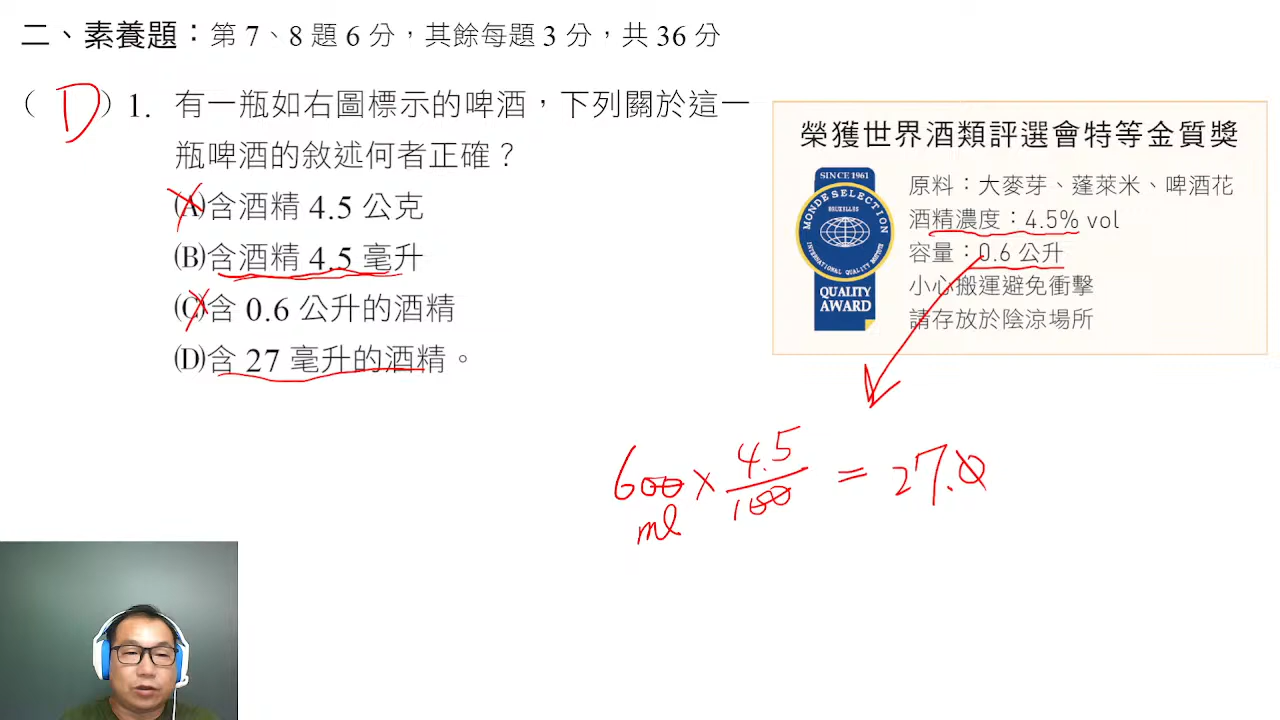 二、素養題：第 7、8 題 6 分，其餘每題 3 分，共 36 分
（ D ）1. 有一瓶如右圖標示的啤酒，下列關於這一
瓶啤酒的敘述何者正確？
(A)含酒精 4.5 公克
(B)含酒精 4.5 毫升
(C)含 0.6 公升的酒精
(D)含 27 毫升的酒精。
榮獲世界酒類評選會特等金質獎
SINCE 1961
MONDE SELECTION
BRUXELLES
INTERNATIONAL QUALITY INSTITUTE
QUALITY
AWARD
原料：大麥芽、蓬萊米、啤酒花
酒精濃度：4.5% vol
容量：0.6 公升
小心搬運避免衝擊
請存放於陰涼場所
600 × 4.5/100 = 27.0
ml